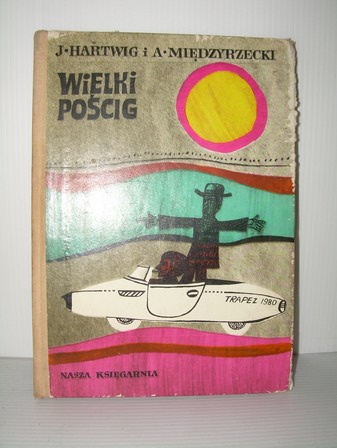 J·HARTWIG i A·MIĘDZYRZECKI
WIELKI
POŚCIG
TRAPEZ 1980
NASZA KSIĘGARNIA